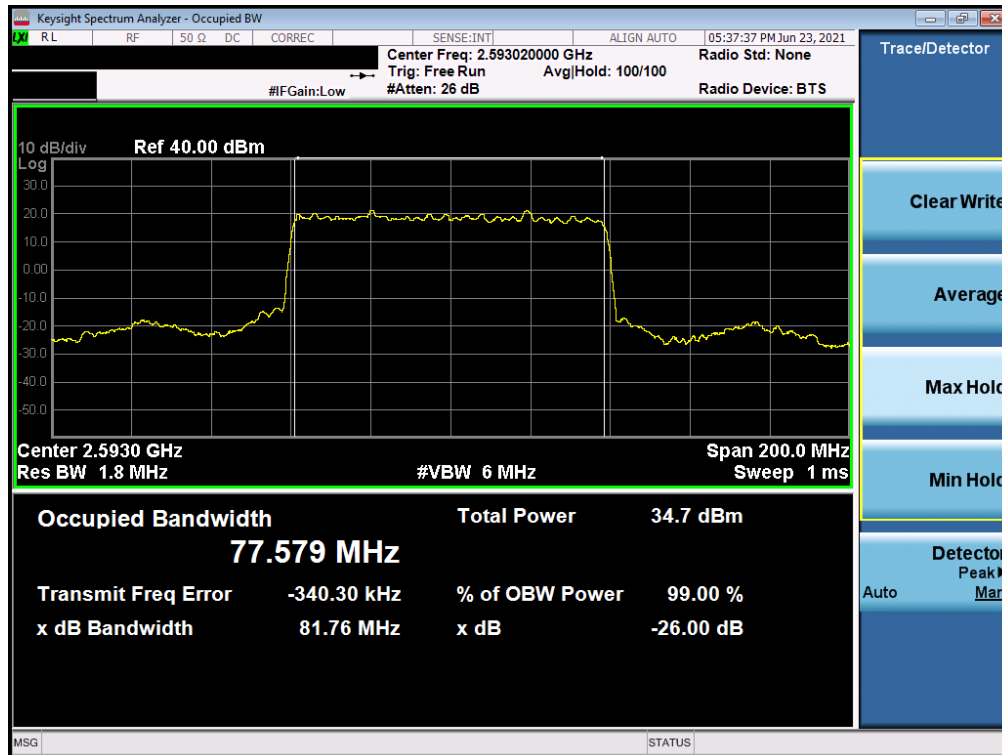 Keysight Spectrum Analyzer - Occupied BW
LXI RL RF 50 Ω DC CORREC SENSE:INT ALIGN AUTO 05:37:37 PM Jun 23, 2021
Center Freq: 2.593020000 GHz Radio Std: None
Trig: Free Run Avg|Hold: 100/100
#IFGain:Low #Atten: 26 dB Radio Device: BTS
Trace/Detector
10 dB/div Ref 40.00 dBm
Log
30.0
20.0
10.0
0.00
-10.0
-20.0
-30.0
-40.0
-50.0
Center 2.5930 GHz Span 200.0 MHz
Res BW 1.8 MHz #VBW 6 MHz Sweep 1 ms
Occupied Bandwidth Total Power 34.7 dBm
77.579 MHz
Transmit Freq Error -340.30 kHz % of OBW Power 99.00 %
x dB Bandwidth 81.76 MHz x dB -26.00 dB
Clear Write
Average
Max Hold
Min Hold
Detector
Peak
Auto Man
MSG STATUS